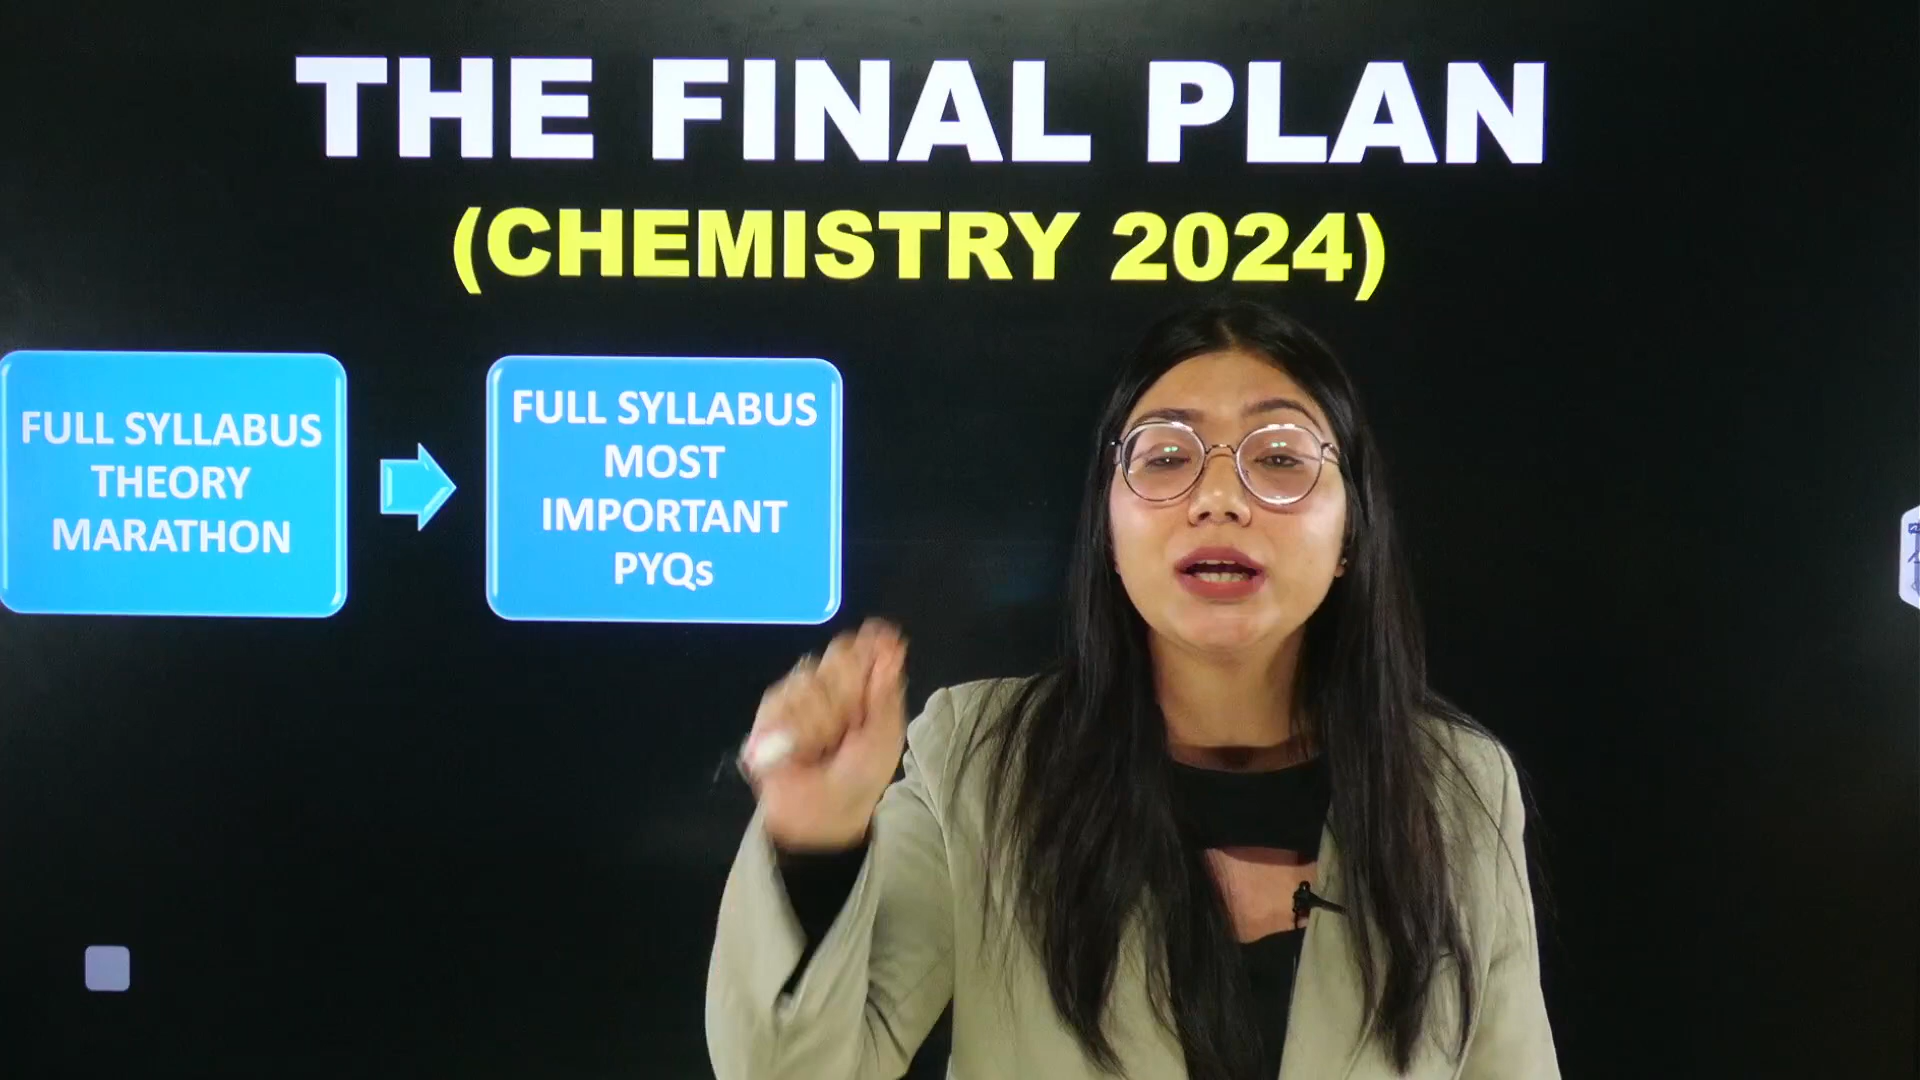 THE FINAL PLAN
(CHEMISTRY 2024)
FULL SYLLABUS
THEORY
MARATHON
FULL SYLLABUS
MOST
IMPORTANT
PYQs